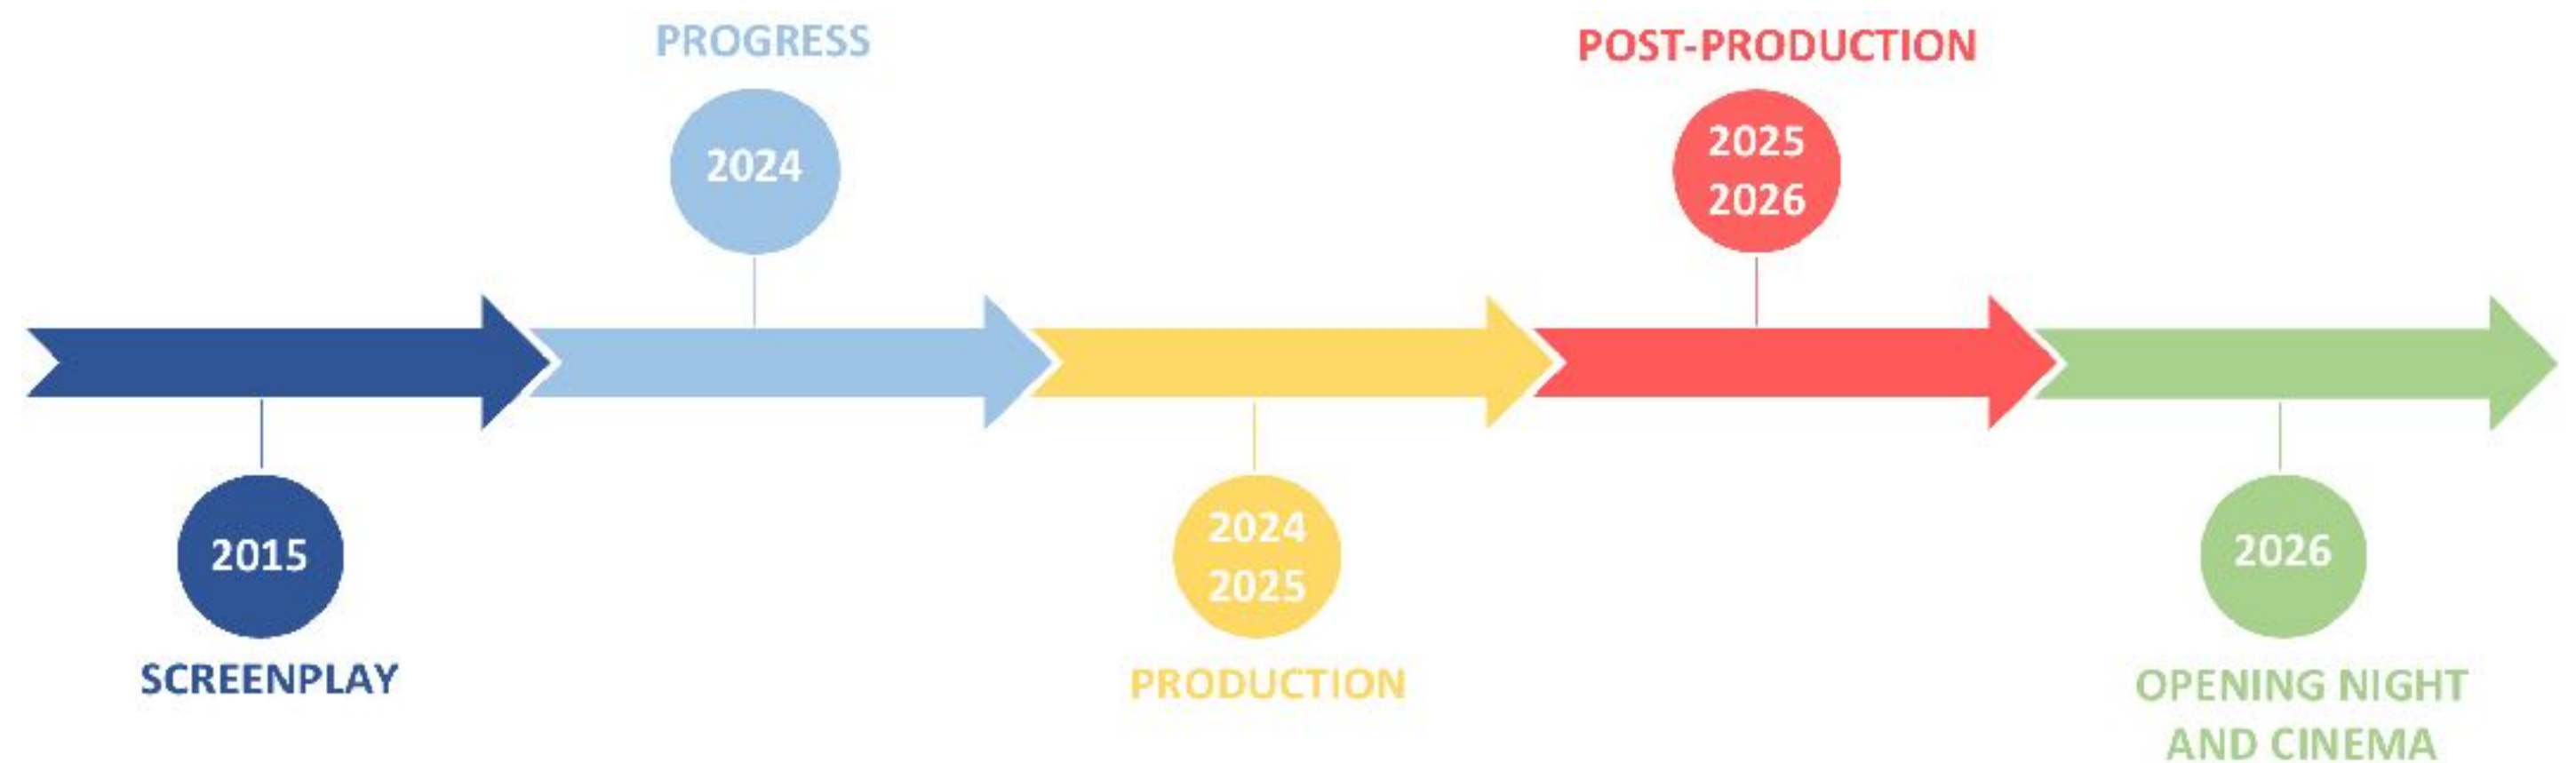 PROGRESS
2024
POST-PRODUCTION
2025
2026
2015
SCREENPLAY
2024
2025
PRODUCTION
2026
OPENING NIGHT
AND CINEMA